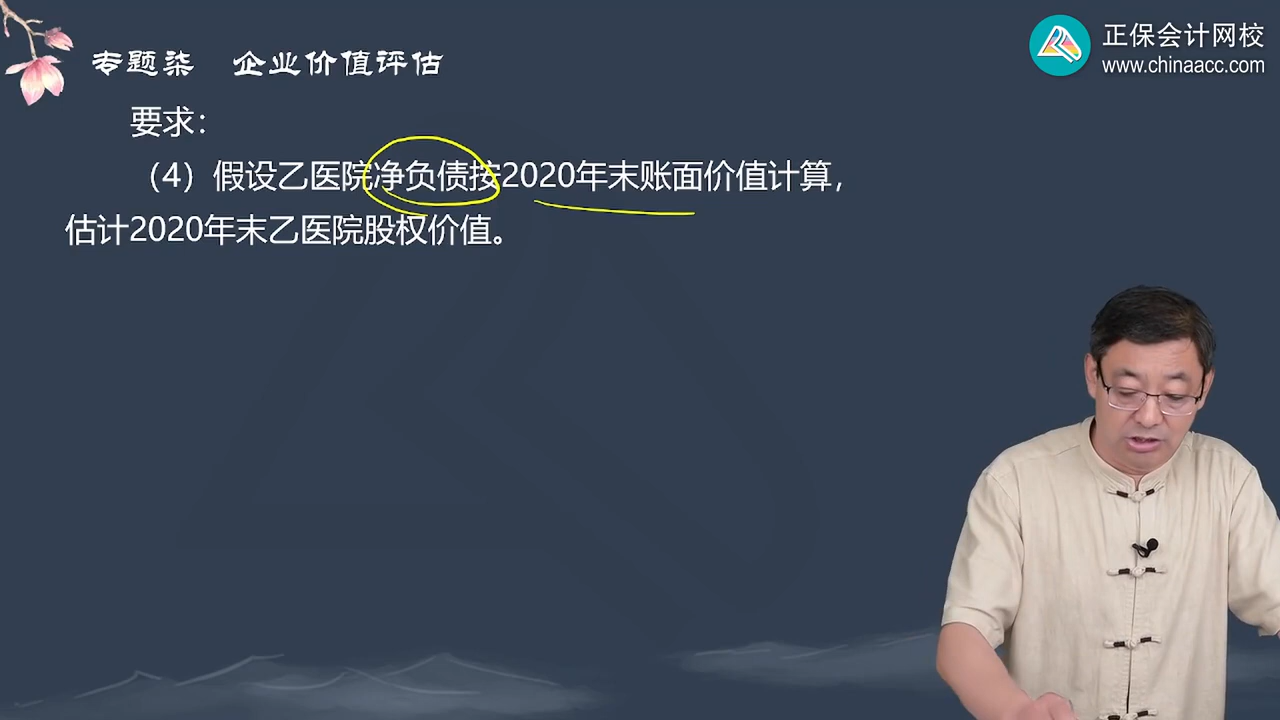 专题柒 企业价值评估
正保会计网校
www.chinaacc.com
要求：
（4）假设乙医院净负债按2020年末账面价值计算，
估计2020年末乙医院股权价值。